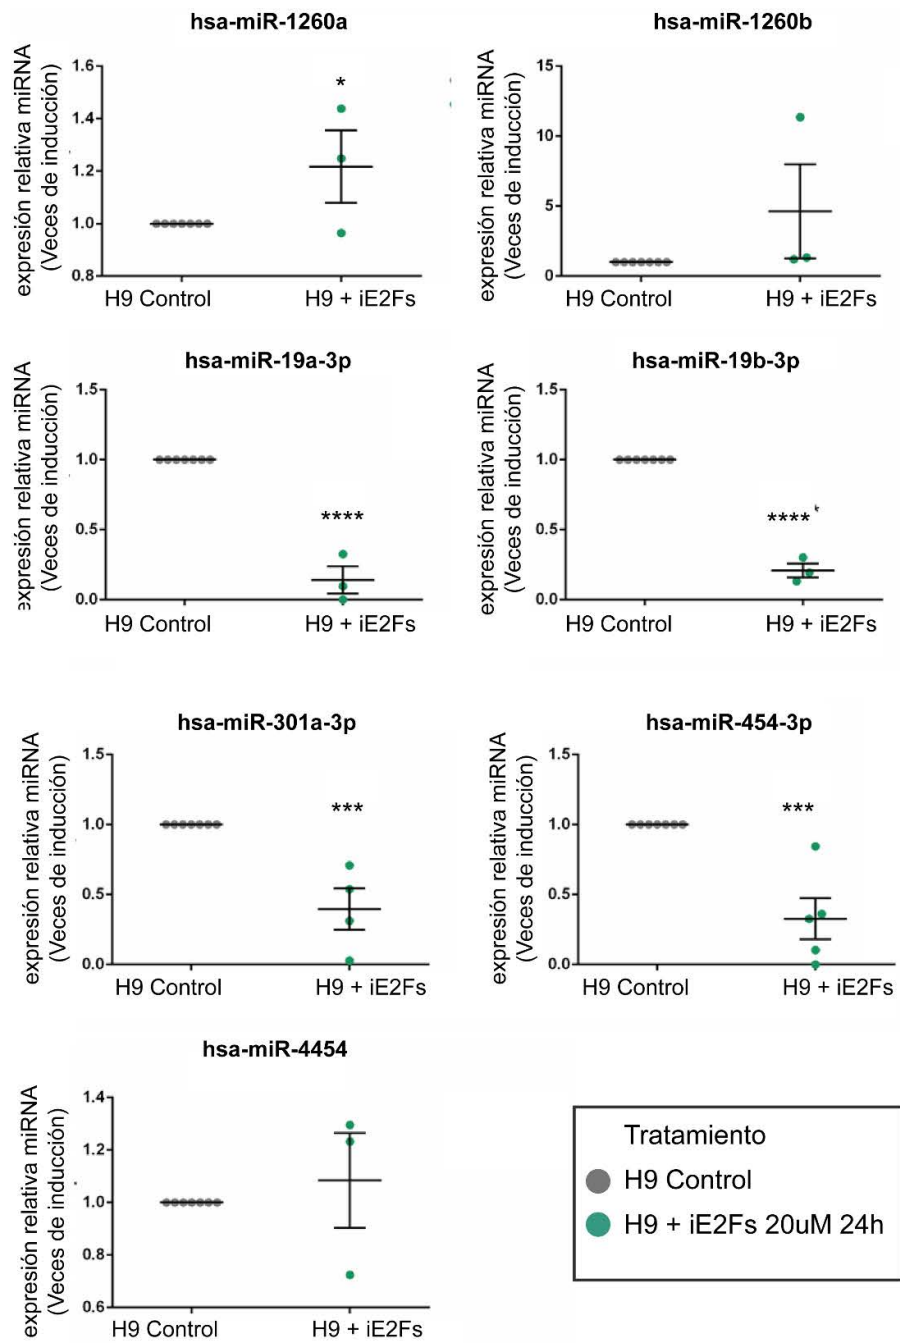 hsa-miR-1260a
expresión relativa miRNA
(Veces de inducción)
1.6
*
1.4
1.2
1.0
0.8
H9 Control
H9 + iE2Fs
hsa-miR-1260b
expresión relativa miRNA
(Veces de inducción)
15
10
5
0
H9 Control
H9 + iE2Fs
hsa-miR-19a-3p
expresión relativa miRNA
(Veces de inducción)
1.5
1.0
****
0.5
0.0
H9 Control
H9 + iE2Fs
hsa-miR-19b-3p
expresión relativa miRNA
(Veces de inducción)
1.5
1.0
****
0.5
0.0
H9 Control
H9 + iE2Fs
hsa-miR-301a-3p
expresión relativa miRNA
(Veces de inducción)
1.5
***
1.0
0.5
0.0
H9 Control
H9 + iE2Fs
hsa-miR-454-3p
expresión relativa miRNA
(Veces de inducción)
1.5
***
1.0
0.5
0.0
H9 Control
H9 + iE2Fs
hsa-miR-4454
expresión relativa miRNA
(Veces de inducción)
1.4
1.2
1.0
0.8
0.6
H9 Control
H9 + iE2Fs
Tratamiento
H9 Control
H9 + iE2Fs 20uM 24h